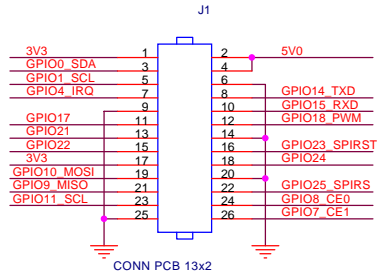 J1
3V3 1 2 5V0
GPIO0_SDA 3 4
GPIO1_SCL 5 6
GPIO4_IRQ 7 8 GPIO14_TXD
9 10 GPIO15_RXD
GPIO17 11 12 GPIO18_PWM
GPIO21 13 14
GPIO22 15 16 GPIO23_SPIRST
3V3 17 18 GPIO24
GPIO10_MOSI 19 20
GPIO9_MISO 21 22 GPIO25_SPIRS
GPIO11_SCL 23 24 GPIO8_CE0
25 26 GPIO7_CE1
CONN PCB 13x2